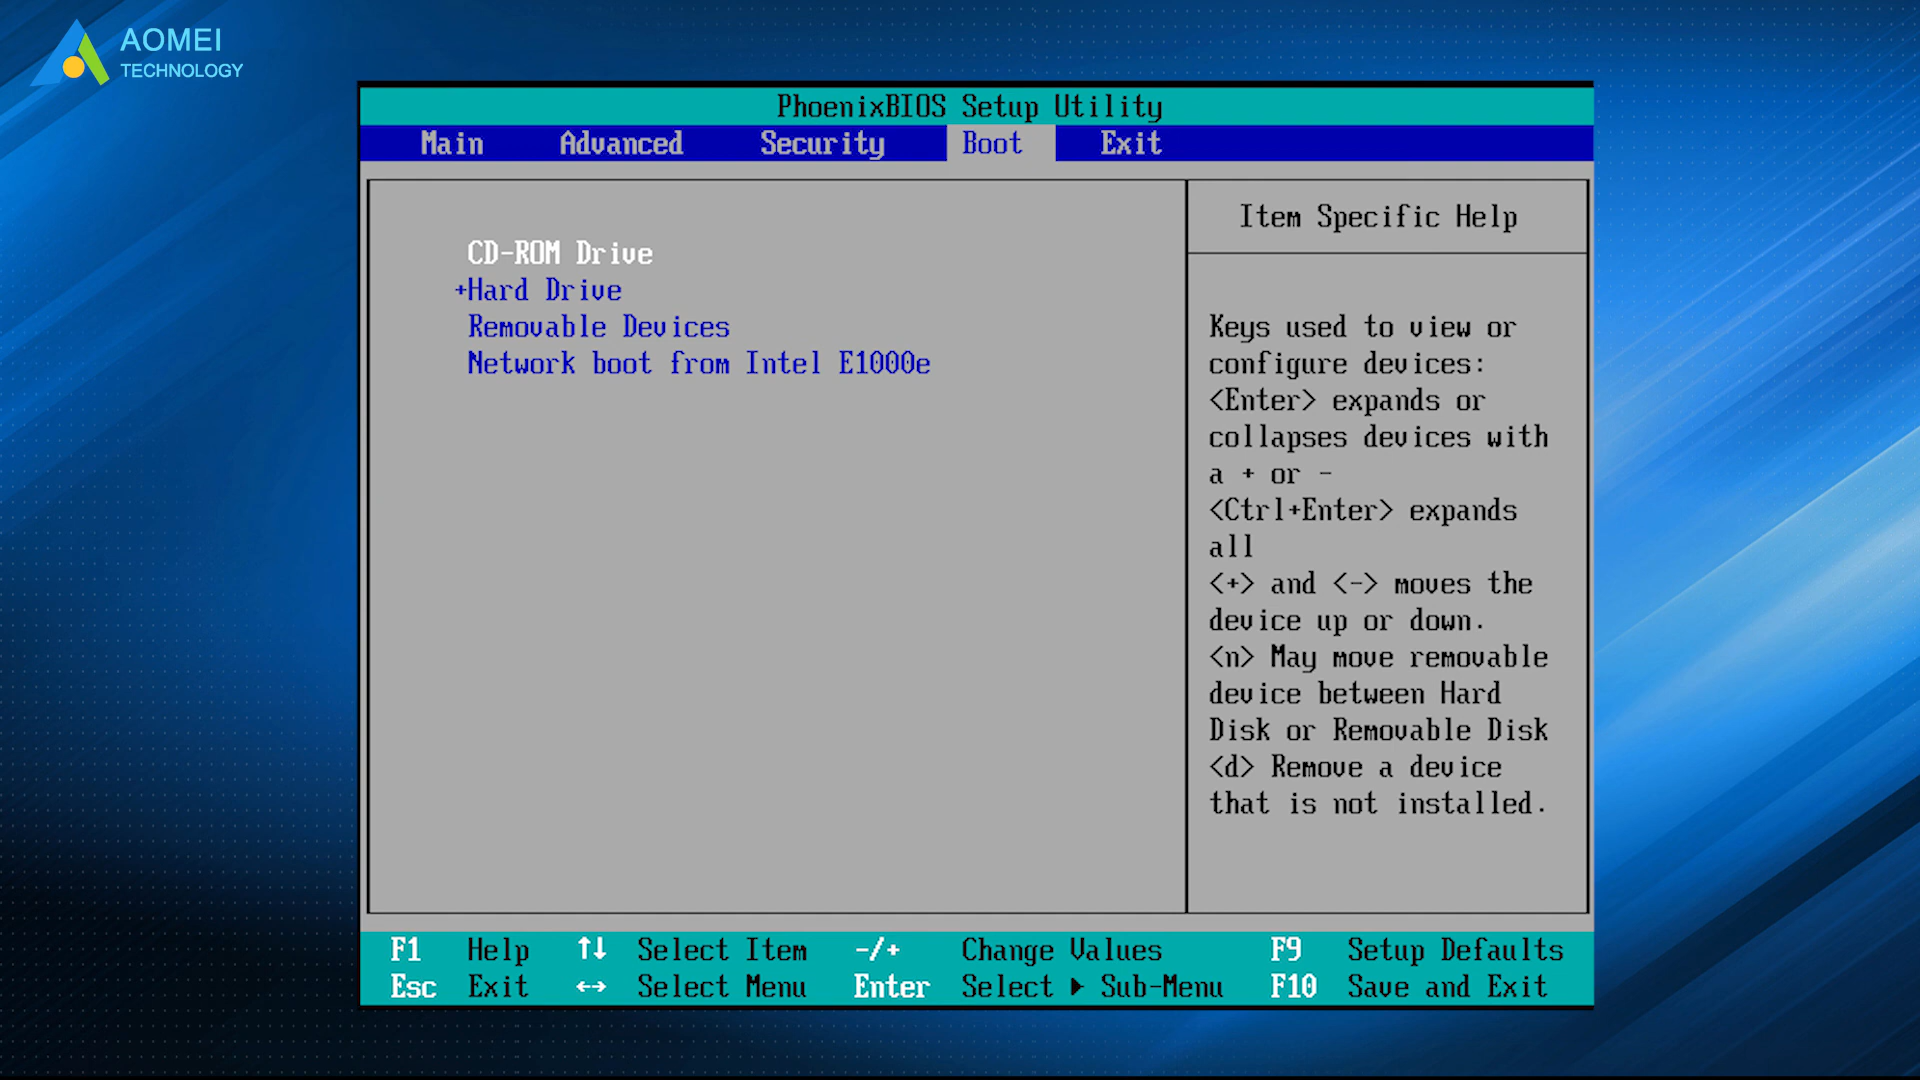 AOMEI
TECHNOLOGY
PhoenixBIOS Setup Utility
Main Advanced Security Boot Exit
CD-ROM Drive
+Hard Drive
Removable Devices
Network boot from Intel E1000e
Item Specific Help
Keys used to view or
configure devices:
<Enter> expands or
collapses devices with
a + or -
<Ctrl+Enter> expands
all
<+> and <-> moves the
device up or down.
<n> May move removable
device between Hard
Disk or Removable Disk
<d> Remove a device
that is not installed.
F1 Help ↑↓ Select Item -/+ Change Values F9 Setup Defaults
Esc Exit ↔ Select Menu Enter Select ▶ Sub-Menu F10 Save and Exit